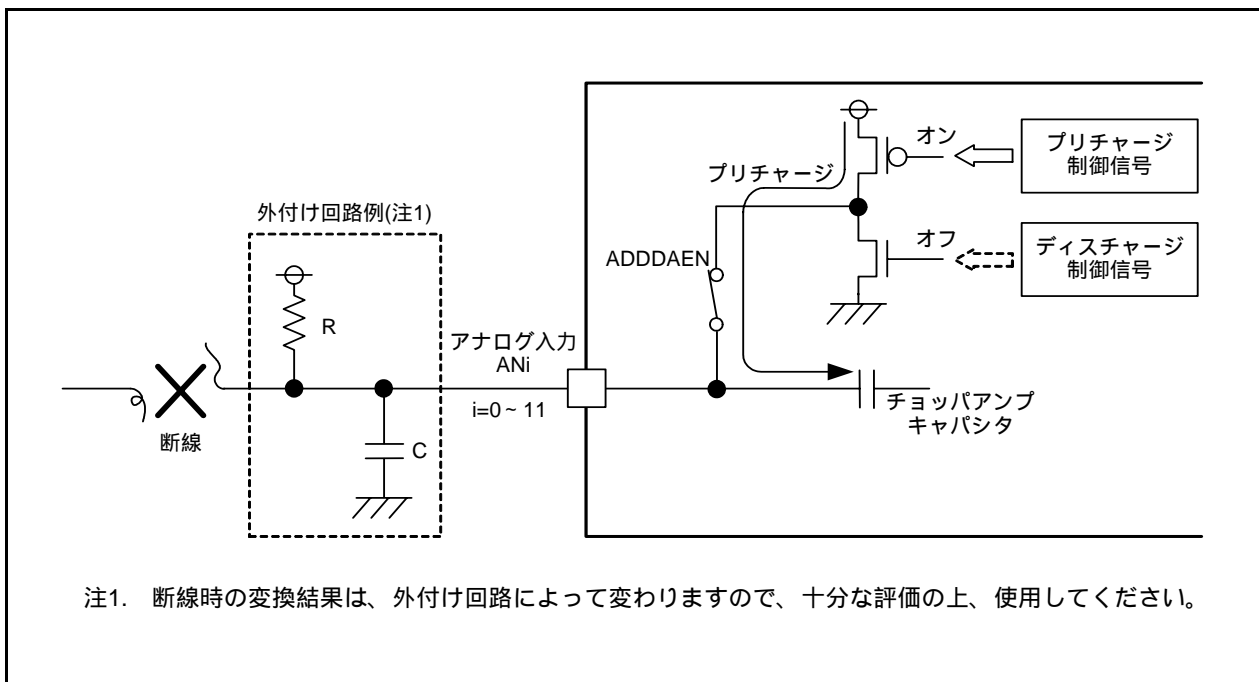 オン
プリチャージ
制御信号
プリチャージ
外付け回路例(注1)
オフ
ディスチャージ
制御信号
ADDDAEN
R
アナログ入力
ANi
i=0～11
チョッパアンプ
キャパシタ
断線
C
注1. 断線時の変換結果は、外付け回路によって変わりますので、十分な評価の上、使用してください。